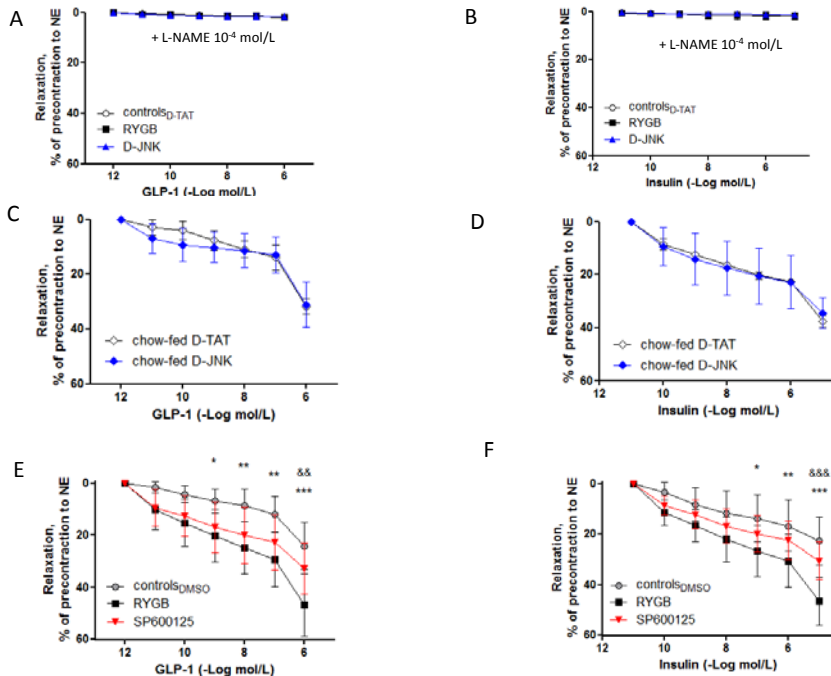 A
Relaxation,
% of precontraction to NE
0
20
40
60
+ L-NAME 10-4 mol/L
controlsD-TAT
RYGB
D-JNK
12
10
8
6
GLP-1 (-Log mol/L)
B
Relaxation,
% of precontraction to NE
0
20
40
60
+ L-NAME 10-4 mol/L
controlsD-TAT
RYGB
D-JNK
12
10
8
6
Insulin (-Log mol/L)
C
Relaxation,
% of precontraction to NE
0
20
40
60
chow-fed D-TAT
chow-fed D-JNK
12
10
8
6
GLP-1 (-Log mol/L)
D
Relaxation,
% of precontraction to NE
0
20
40
60
chow-fed D-TAT
chow-fed D-JNK
12
10
8
6
Insulin (-Log mol/L)
E
Relaxation,
% of precontraction to NE
0
20
40
60
*
**
**
&&
***
controlsDMSO
RYGB
SP600125
12
10
8
6
GLP-1 (-Log mol/L)
F
Relaxation,
% of precontraction to NE
0
20
40
60
*
**
&&&
***
controlsDMSO
RYGB
SP600125
12
10
8
6
Insulin (-Log mol/L)